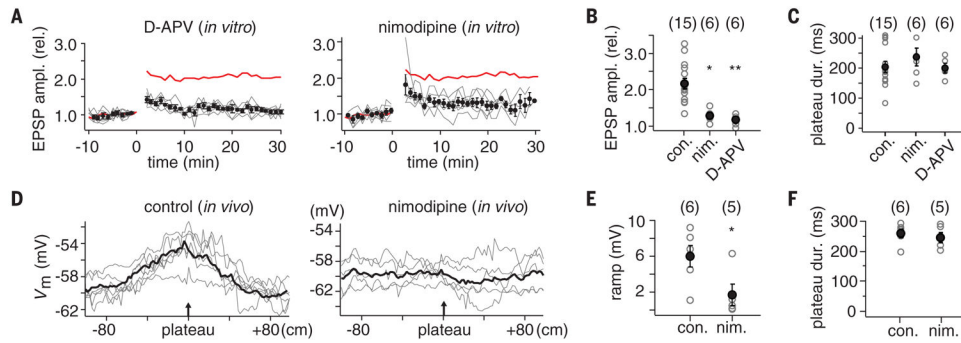 A
D-APV (in vitro)
nimodipine (in vitro)
EPSP ampl. (rel.)
3.0
2.0
1.0
-10 0 10 20 30
time (min)
3.0
2.0
1.0
-10 0 10 20 30
time (min)
B
(15) (6) (6)
EPSP ampl. (rel.)
3.0
2.0
1.0
* **
con. nim. D-APV
C
(15) (6) (6)
plateau dur. (ms)
300
200
100
0
con. nim. D-APV
D
control (in vivo)
(mV)
nimodipine (in vivo)
Vm (mV)
-54
-58
-62
-80 plateau +80 (cm)
-54
-58
-62
-80 plateau +80 (cm)
E
(6) (5)
ramp (mV)
10
8
6
4
2
*
con. nim.
F
(6) (5)
plateau dur. (ms)
300
200
100
0
con. nim.